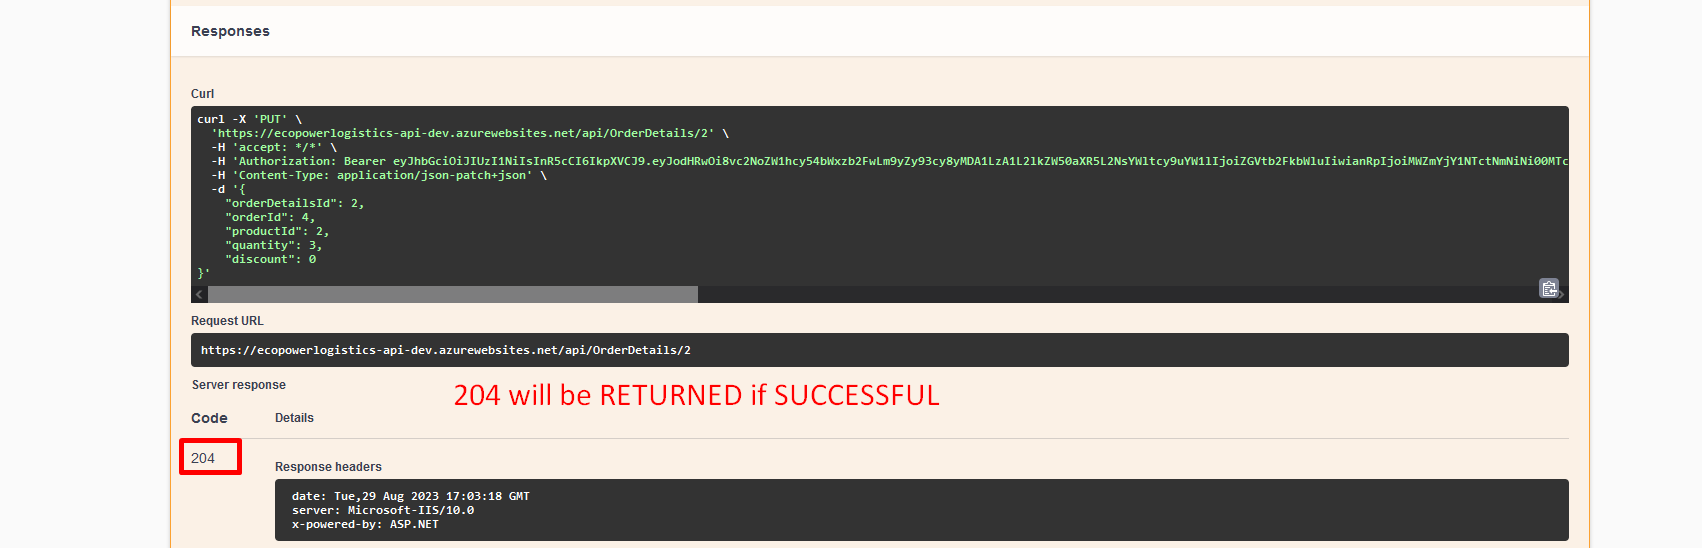 Responses
Curl
curl -X 'PUT' \
'https://ecopowerlogistics-api-dev.azurewebsites.net/api/OrderDetails/2' \
-H 'accept: */*' \
-H 'Authorization: Bearer eyJhbGciOiJIUzI1NiIsInR5cCI6IkpXVCJ9.eyJodHRwOi8vc2NoZW1hcy54bWxzb2FwLm9yZy93cy8yMDA1LzA1L2lkZW50aXR5L2NsYWltcy9uYW1lIjoiZGVtb2FkbWluIiwianRpIjoiMWZmYjY1NTctNmNiNi00MTc
-H 'Content-Type: application/json-patch+json' \
-d '{
"orderDetailsId": 2,
"orderId": 4,
"productId": 2,
"quantity": 3,
"discount": 0
}'
Request URL
https://ecopowerlogistics-api-dev.azurewebsites.net/api/OrderDetails/2
Server response
204 will be RETURNED if SUCCESSFUL
Code Details
204
Response headers
date: Tue,29 Aug 2023 17:03:18 GMT
server: Microsoft-IIS/10.0
x-powered-by: ASP.NET